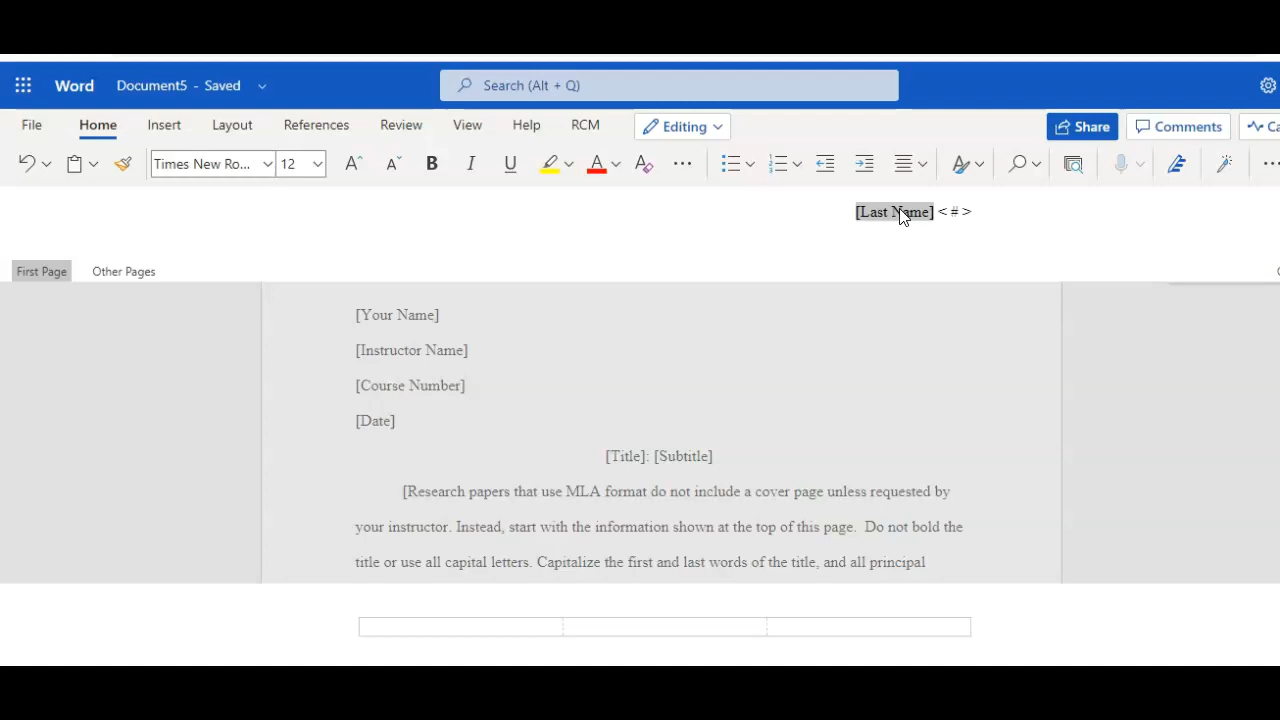 Word Document5 - Saved Search (Alt + Q)
File Home Insert Layout References Review View Help RCM Editing Share Comments
Times New Ro... 12 A A B I U A A ...
[Last Name] < # >
First Page Other Pages
[Your Name]
[Instructor Name]
[Course Number]
[Date]
[Title]: [Subtitle]
[Research papers that use MLA format do not include a cover page unless requested by
your instructor. Instead, start with the information shown at the top of this page. Do not bold the
title or use all capital letters. Capitalize the first and last words of the title, and all principal